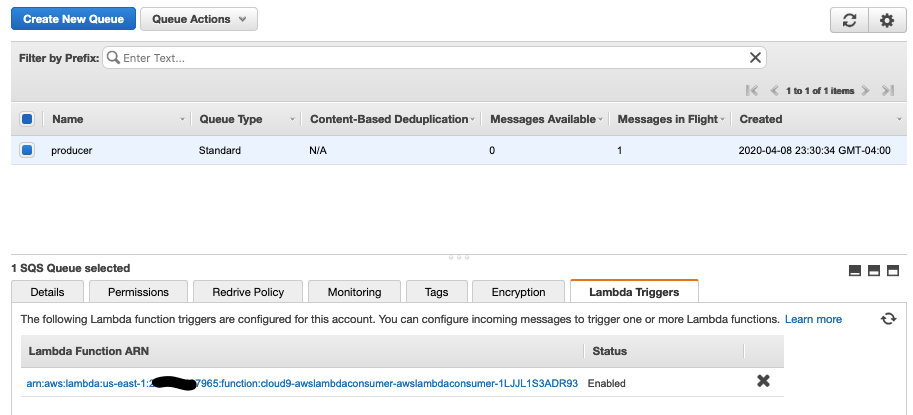 Create New Queue Queue Actions
Filter by Prefix: Enter Text...
1 to 1 of 1 items
Name Queue Type Content-Based Deduplication Messages Available Messages in Flight Created
producer Standard N/A 0 1 2020-04-08 23:30:34 GMT-04:00
1 SQS Queue selected
Details Permissions Redrive Policy Monitoring Tags Encryption Lambda Triggers
The following Lambda function triggers are configured for this account. You can configure incoming messages to trigger one or more Lambda functions. Learn more
Lambda Function ARN Status
arn:aws:lambda:us-east-1:2 7965:function:cloud9-awslambdaconsumer-awslambdaconsumer-1LJJL1S3ADR93 Enabled